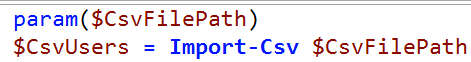 param($CsvFilePath)
$CsvUsers = Import-Csv $CsvFilePath